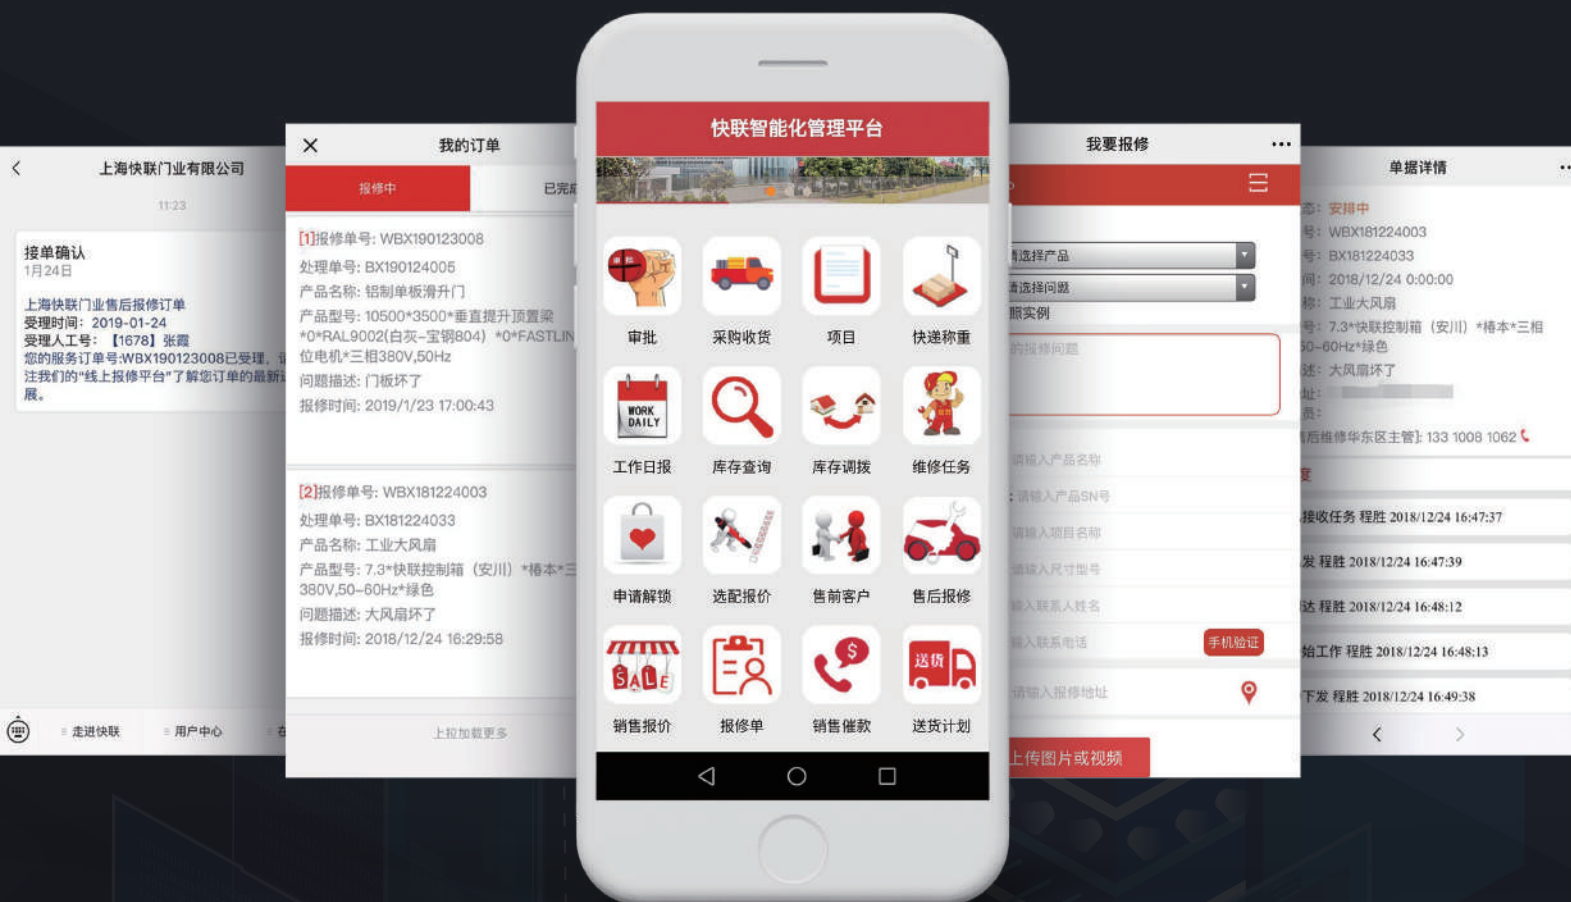 上海快联门业有限公司
11:23
接单确认
1月24日
上海快联门业售后报修订单
受理时间：2019-01-24
受理人工号：【1678】张霞
您的服务订单号:WBX190123008已受理，
注我们的“线上报修平台”了解您订单的最新
展。
走进快联
用户中心
我的订单
报修中
已完成
[1]报修单号: WBX190123008
处理单号: BX190124005
产品名称: 铝制单板滑升门
产品型号: 10500*3500*垂直提升顶置梁
*0*RAL9002(白灰–宝钢804) *0*FASTLIN
位电机*三相380V,50Hz
问题描述: 门板坏了
报修时间: 2019/1/23 17:00:43
[2]报修单号: WBX181224003
处理单号: BX181224033
产品名称: 工业大风扇
产品型号: 7.3*快联控制箱（安川）*椿本*三
380V,50–60Hz*绿色
问题描述: 大风扇坏了
报修时间: 2018/12/24 16:29:58
上拉加载更多
快联智能化管理平台
审批
审批
采购收货
项目
快递称重
WORK
DAILY
工作日报
库存查询
库存调拨
维修任务
申请解锁
选配报价
售前客户
售后报修
SALE
$
送货
销售报价
报修单
销售催款
送货计划
我要报修
请选择产品
请选择问题
照实例
的报修问题
请输入产品名称
: 请输入产品SN号
请输入项目名称
请输入尺寸型号
输入联系人姓名
输入联系电话
手机验证
请输入报修地址
上传图片或视频
单据详情
态：安排中
号：WBX181224003
号：BX181224033
间：2018/12/24 0:00:00
称：工业大风扇
号：7.3*快联控制箱（安川）*椿本*三相
50–60Hz*绿色
述：大风扇坏了
址：
员：
售后维修华东区主管]: 133 1008 1062
度
接收任务 程胜 2018/12/24 16:47:37
发 程胜 2018/12/24 16:47:39
达 程胜 2018/12/24 16:48:12
始工作 程胜 2018/12/24 16:48:13
下发 程胜 2018/12/24 16:49:38